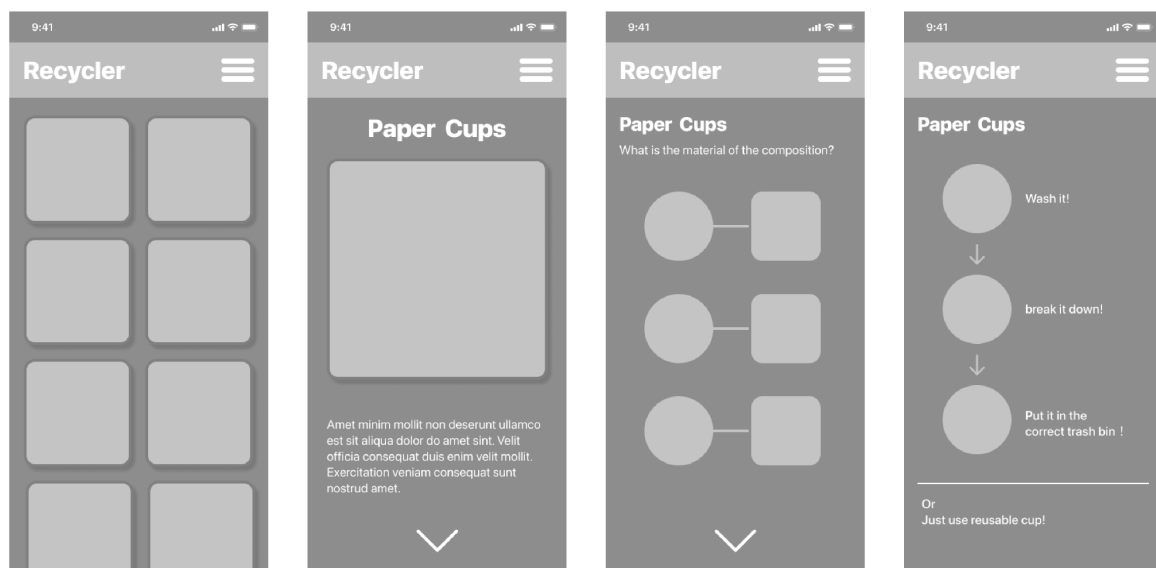 9:41
Recycler
9:41
Recycler
Paper Cups
Amet minim mollit non deserunt ullamco
est sit aliqua dolor do amet sint. Velit
officia consequat duis enim velit mollit.
Exercitation veniam consequat sunt
nostrud amet.
9:41
Recycler
Paper Cups
What is the material of the composition?
9:41
Recycler
Paper Cups
Wash it!
break it down!
Put it in the
correct trash bin !
Or
Just use reusable cup!